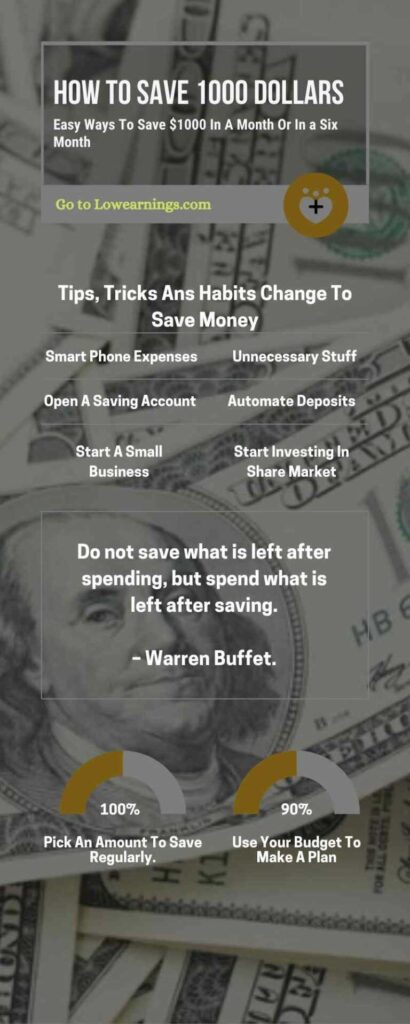 HOW TO SAVE 1000 DOLLARS
Easy Ways To Save $1000 In A Month Or In a Six
Month
Go to Lowearnings.com
Tips, Tricks Ans Habits Change To
Save Money
Smart Phone Expenses
Unnecessary Stuff
Open A Saving Account
Automate Deposits
Start A Small
Business
Start Investing In
Share Market
Do not save what is left after
spending, but spend what is
left after saving.
– Warren Buffet.
HB
100%
90%
Pick An Amount To Save
Regularly.
Use Your Budget To
Make A Plan